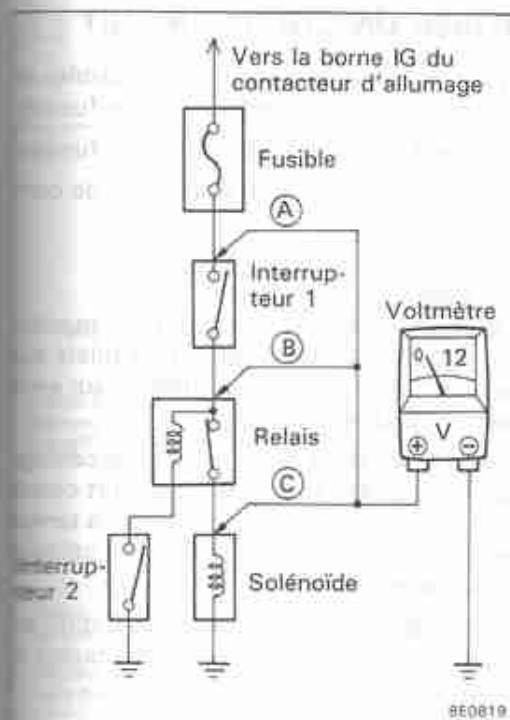 Vers la borne IG du
contacteur d'allumage
Fusible
A
Interrup-
teur 1
Voltmètre
0 12
V
+ −
B
Relais
C
Solénoïde
Interrup-
teur 2
8E0819